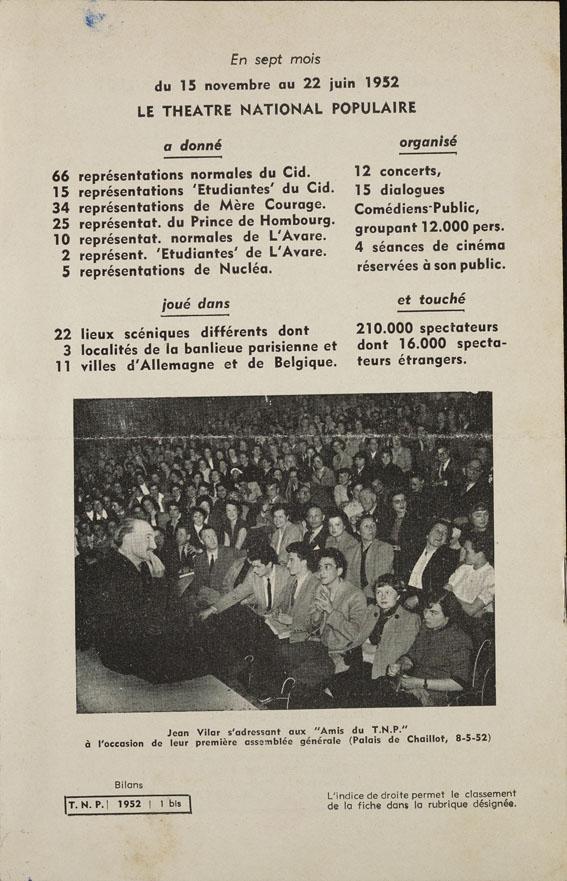 En sept mois
du 15 novembre au 22 juin 1952
LE THEATRE NATIONAL POPULAIRE
a donné
66 représentations normales du Cid.
15 représentations 'Etudiantes' du Cid.
34 représentations de Mère Courage.
25 représentat. du Prince de Hombourg.
10 représentat. normales de L'Avare.
2 représent. 'Etudiantes' de L'Avare.
5 représentations de Nucléa.
organisé
12 concerts,
15 dialogues
Comédiens-Public,
groupant 12.000 pers.
4 séances de cinéma
réservées à son public.
joué dans
22 lieux scéniques différents dont
3 localités de la banlieue parisienne et
11 villes d'Allemagne et de Belgique.
et touché
210.000 spectateurs
dont 16.000 specta-
teurs étrangers.
Jean Vilar s'adressant aux "Amis du T.N.P."
à l'occasion de leur première assemblée générale (Palais de Chaillot, 8-5-52)
Bilans
T. N. P. | 1952 | 1 bis
L'indice de droite permet le classement
de la fiche dans la rubrique désignée.